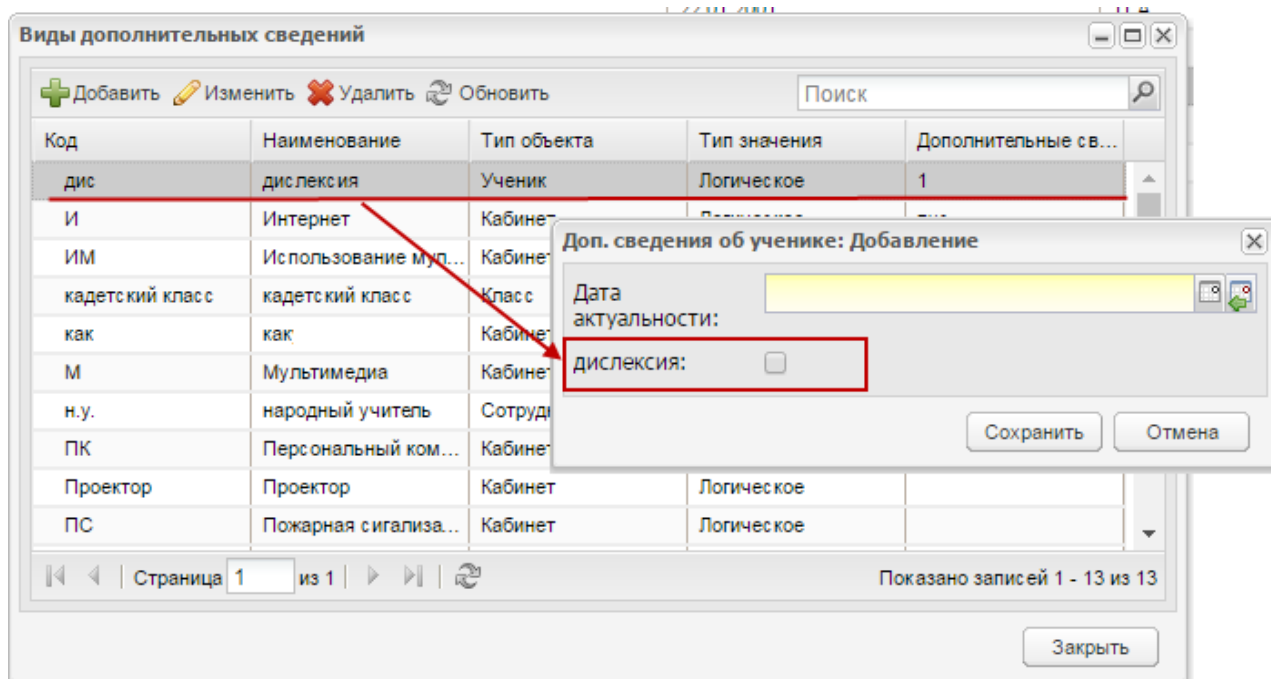 Виды дополнительных сведений
Добавить Изменить Удалить Обновить Поиск
Код Наименование Тип объекта Тип значения Дополнительные св...
дис дислексия Ученик Логическое 1
И Интернет Кабинет
ИМ Использование мул... Кабинет
кадетский класс кадетский класс Класс
как как Кабинет
М Мультимедиа Кабинет
н.у. народный учитель Сотрудн
ПК Персональный ком... Кабинет
Проектор Проектор Кабинет Логическое
ПС Пожарная сигализа... Кабинет Логическое
Страница 1 из 1 Показано записей 1 - 13 из 13
Закрыть
Доп. сведения об ученике: Добавление
Дата
актуальности:
дислексия:
Сохранить Отмена